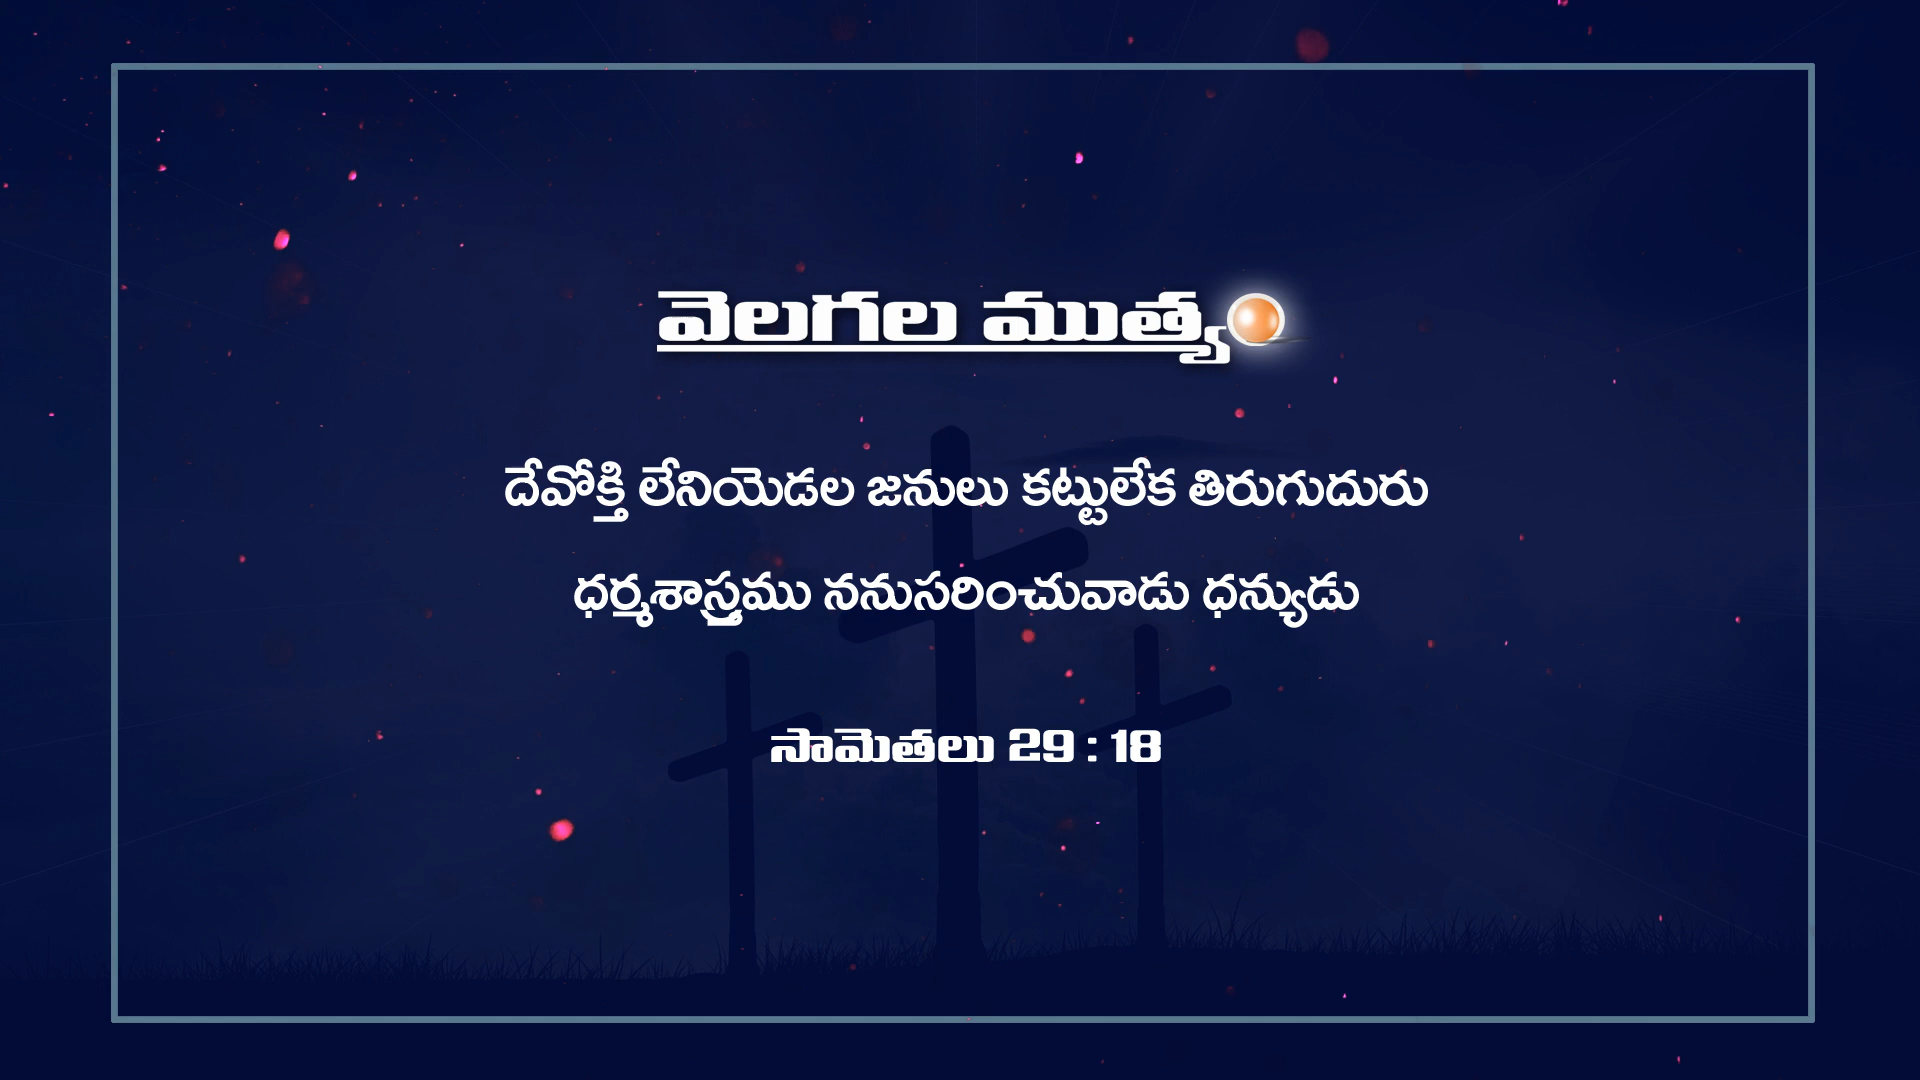 వెలగల ముత్యం
దేవోక్తి లేనియెడల జనులు కట్టులేక తిరుగుదురు
ధర్మశాస్త్రము ననుసరించువాడు ధన్యుడు
సామెతలు 29 : 18